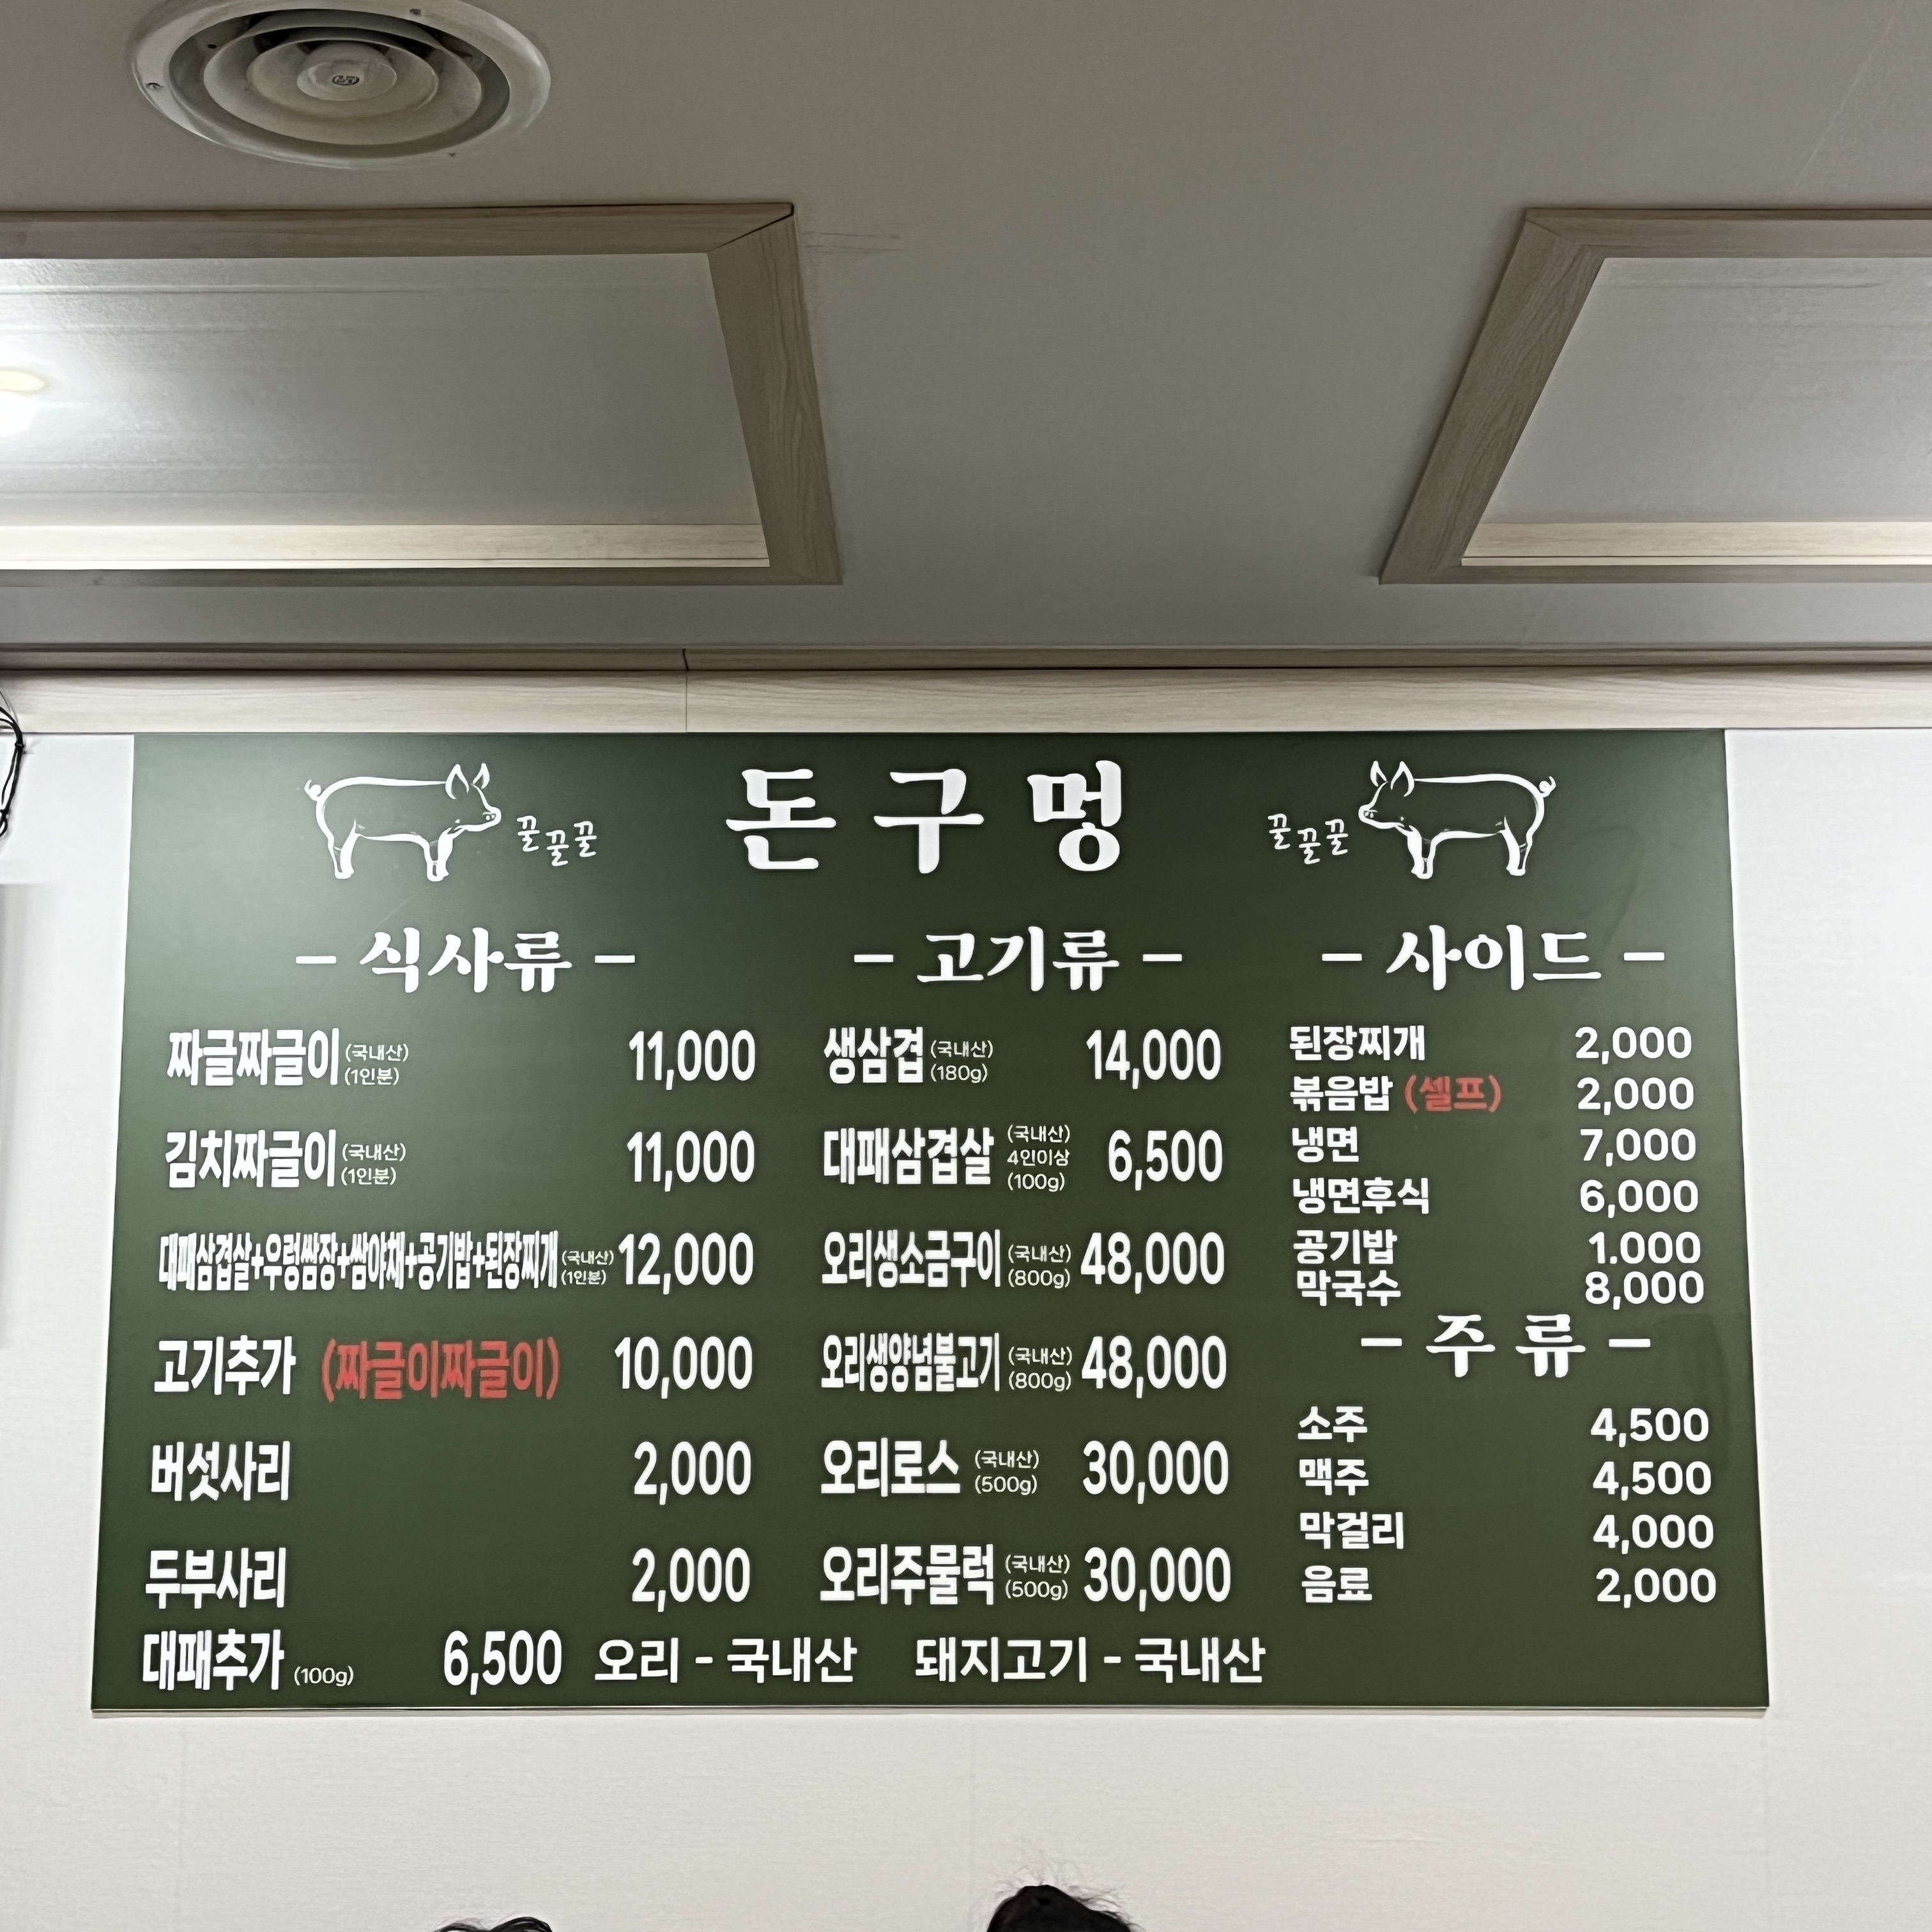 꿀꿀꿀 돈구멍 꿀꿀꿀
- 식사류 -
짜글짜글이 (국내산) (1인분) 11,000
김치짜글이 (국내산) (1인분) 11,000
대패삼겹살+우렁쌈장+쌈야채+공기밥+된장찌개 (국내산) (1인분) 12,000
고기추가 (짜글이짜글이) 10,000
버섯사리 2,000
두부사리 2,000
대패추가 (100g) 6,500
- 고기류 -
생삼겹 (국내산) (180g) 14,000
대패삼겹살 (국내산) 4인이상 (100g) 6,500
오리생소금구이 (국내산) (800g) 48,000
오리생양념불고기 (국내산) (800g) 48,000
오리로스 (국내산) (500g) 30,000
오리주물럭 (국내산) (500g) 30,000
오리 - 국내산 돼지고기 - 국내산
- 사이드 -
된장찌개 2,000
볶음밥 (셀프) 2,000
냉면 7,000
냉면후식 6,000
공기밥 1.000
막국수 8,000
- 주류 -
소주 4,500
맥주 4,500
막걸리 4,000
음료 2,000